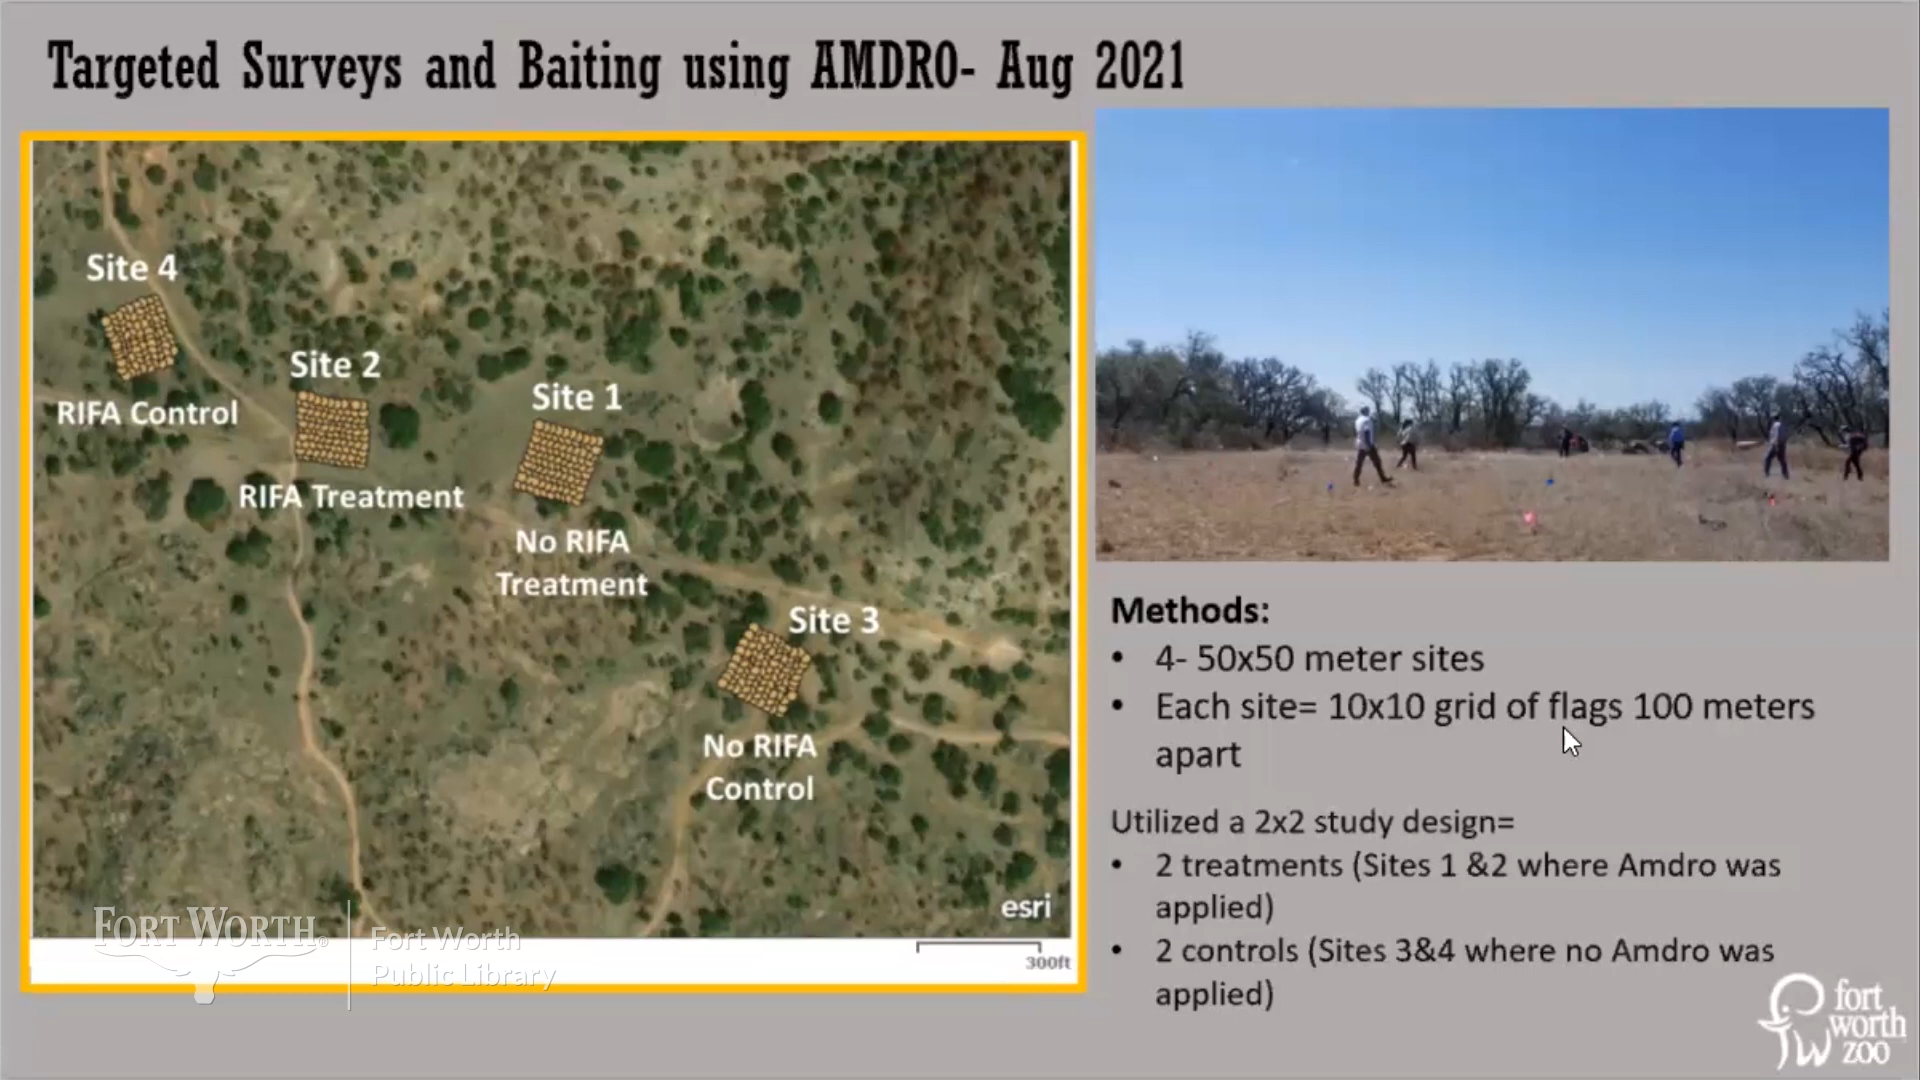 Targeted Surveys and Baiting using AMDRO- Aug 2021
Site 4
RIFA Control
Site 2
RIFA Treatment
Site 1
No RIFA
Treatment
Site 3
No RIFA
Control
esri
300ft
FORT WORTH®
Fort Worth
Public Library
Methods:
• 4- 50x50 meter sites
• Each site= 10x10 grid of flags 100 meters
apart
Utilized a 2x2 study design=
• 2 treatments (Sites 1 &2 where Amdro was
applied)
• 2 controls (Sites 3&4 where no Amdro was
applied)
fort
worth
zoo